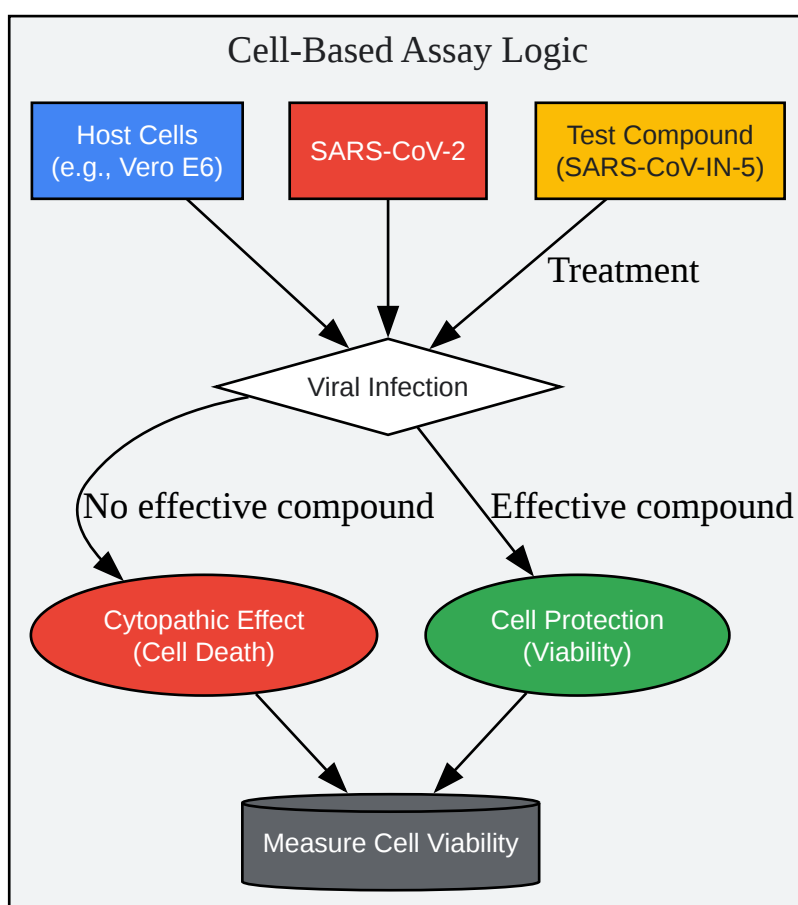 Cell-Based Assay Logic
Host Cells
(e.g., Vero E6)
SARS-CoV-2
Test Compound
(SARS-CoV-IN-5)
Treatment
Viral Infection
No effective compound
Effective compound
Cytopathic Effect
(Cell Death)
Cell Protection
(Viability)
Measure Cell Viability